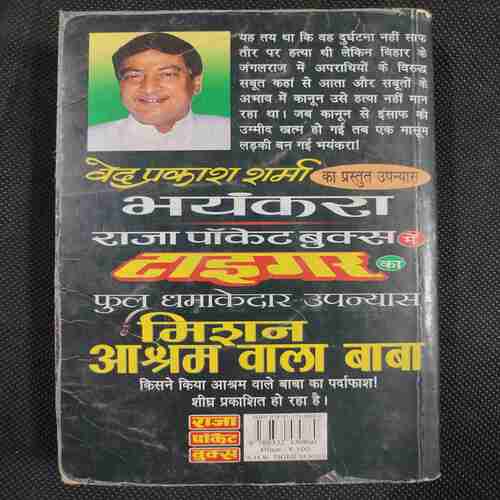 यह तय था कि वह दुर्घटना नहीं साफ
तौर पर हत्या थी लेकिन बिहार के
जंगलराज में अपराधियों के विरुद्ध
सबूत कहां से आता और सबूतों के
अभाव में कानून उसे हत्या नहीं मान
रहा था। जब कानून से इंसाफ की
उम्मीद खत्म हो गई तब एक मासूम
लड़की बन गई भयंकरा!
वेद प्रकाश शर्मा का प्रस्तुत उपन्यास
भयंकरा
राजा पॉकेट बुक्स में
टाइगर का
फुल धमाकेदार उपन्यास
मिशन
आश्रम वाला बाबा
किसने किया आश्रम वाले बाबा का पर्दाफाश!
शीघ्र प्रकाशित हो रहा है।
राजा
पॉकेट
बुक्स